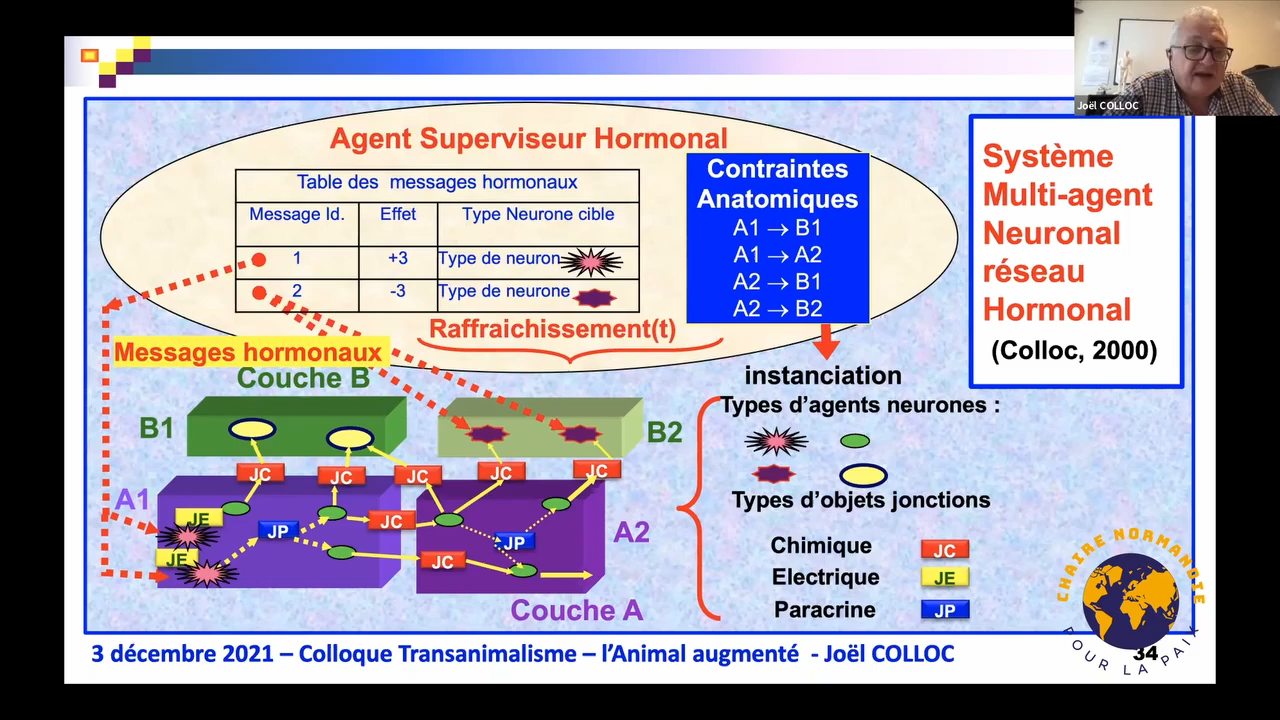 Joël COLLOC
Agent Superviseur Hormonal
Table des messages hormonaux
Message Id.
Effet
Type Neurone cible
1
+3
Type de neuron
2
-3
Type de neurone
Raffraichissement(t)
Contraintes
Anatomiques
A1 → B1
A1 → A2
A2 → B1
A2 → B2
Système
Multi-agent
Neuronal
réseau
Hormonal
(Colloc, 2000)
Messages hormonaux
Couche B
B1
B2
JC
JC
JC
JC
JC
A1
JE
JP
JC
JE
JC
JP
A2
Couche A
instanciation
Types d'agents neurones :
Types d'objets jonctions
Chimique
JC
Electrique
JE
Paracrine
JP
CHAIRE NORMANDIE
POUR LA PAIX
3 décembre 2021 – Colloque Transanimalisme – l'Animal augmenté - Joël COLLOC
34